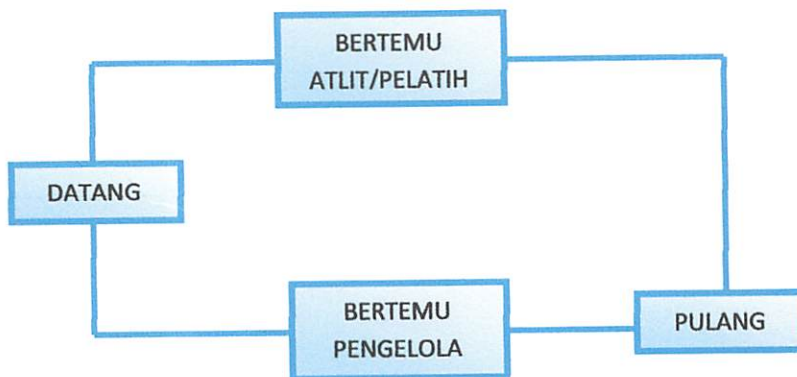 BERTEMU
ATLIT/PELATIH
DATANG
BERTEMU
PENGELOLA
PULANG